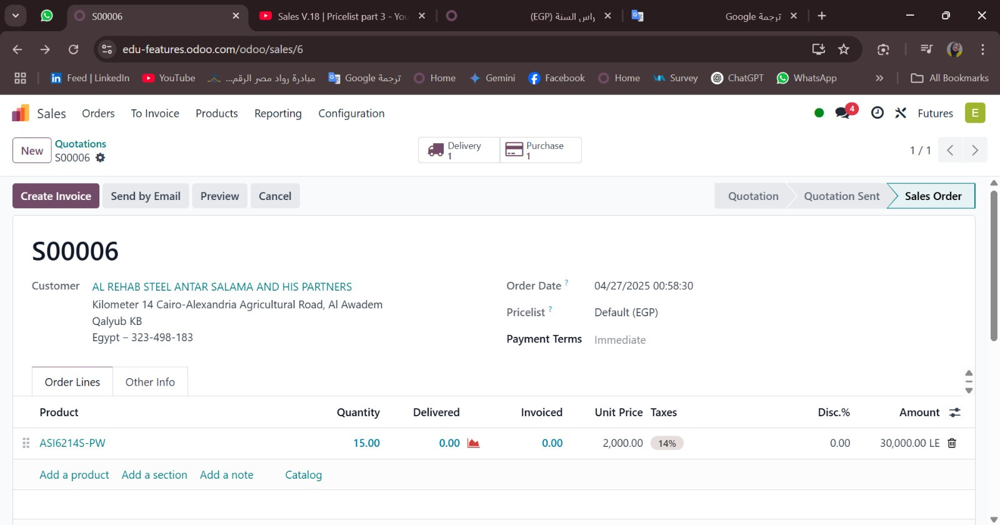 S00006
Sales V.18 | Pricelist part 3 - You
راس السنة (EGP)
ترجمة Google
edu-features.odoo.com/odoo/sales/6
Feed | LinkedIn
YouTube
مبادرة رواد مصر الرقم...
ترجمة Google
Home
Gemini
Facebook
Home
Survey
ChatGPT
WhatsApp
»
All Bookmarks
Sales
Orders
To Invoice
Products
Reporting
Configuration
4
Futures
E
New
Quotations
S00006
Delivery
1
Purchase
1
1 / 1
Create Invoice
Send by Email
Preview
Cancel
Quotation
Quotation Sent
Sales Order
S00006
Customer
AL REHAB STEEL ANTAR SALAMA AND HIS PARTNERS
Kilometer 14 Cairo-Alexandria Agricultural Road, Al Awadem
Qalyub KB
Egypt – 323-498-183
Order Date ?
04/27/2025 00:58:30
Pricelist ?
Default (EGP)
Payment Terms
Immediate
Order Lines
Other Info
Product Quantity Delivered Invoiced Unit Price Taxes Disc.% Amount
ASI6214S-PW 15.00 0.00 0.00 2,000.00 14% 0.00 30,000.00 LE
Add a product Add a section Add a note Catalog